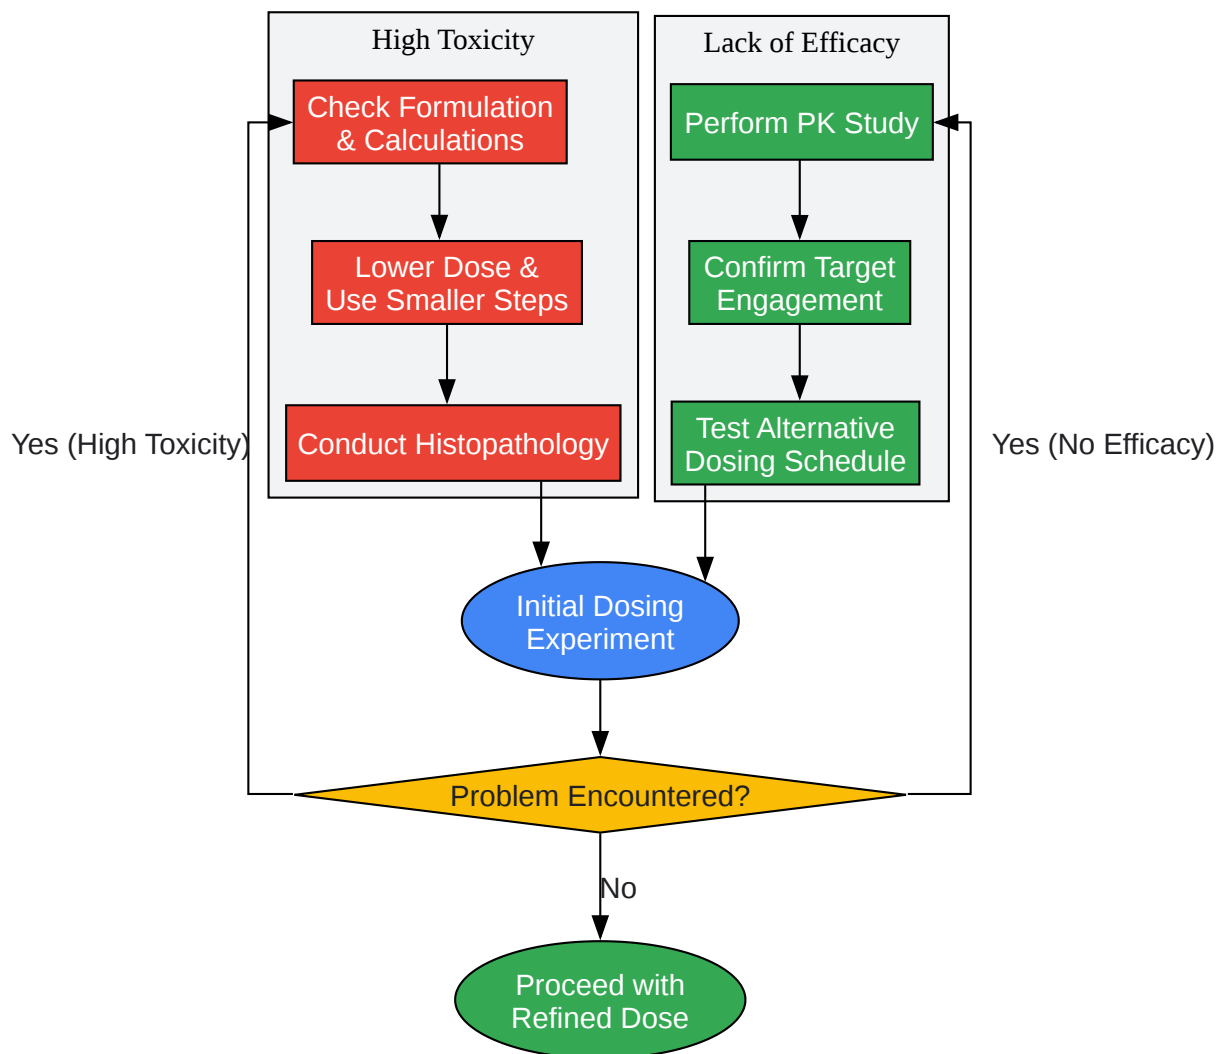 High Toxicity
Check Formulation
& Calculations
Lower Dose &
Use Smaller Steps
Conduct Histopathology
Lack of Efficacy
Perform PK Study
Confirm Target
Engagement
Test Alternative
Dosing Schedule
Yes (High Toxicity)
Yes (No Efficacy)
Initial Dosing
Experiment
Problem Encountered?
No
Proceed with
Refined Dose